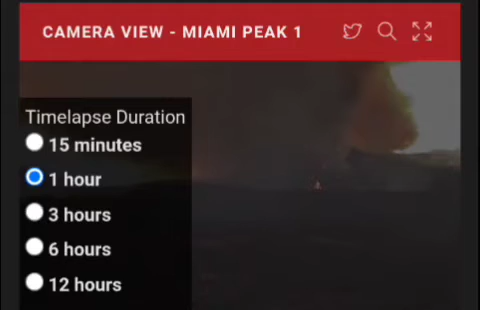 CAMERA VIEW - MIAMI PEAK 1
Timelapse Duration
15 minutes
1 hour
3 hours
6 hours
12 hours